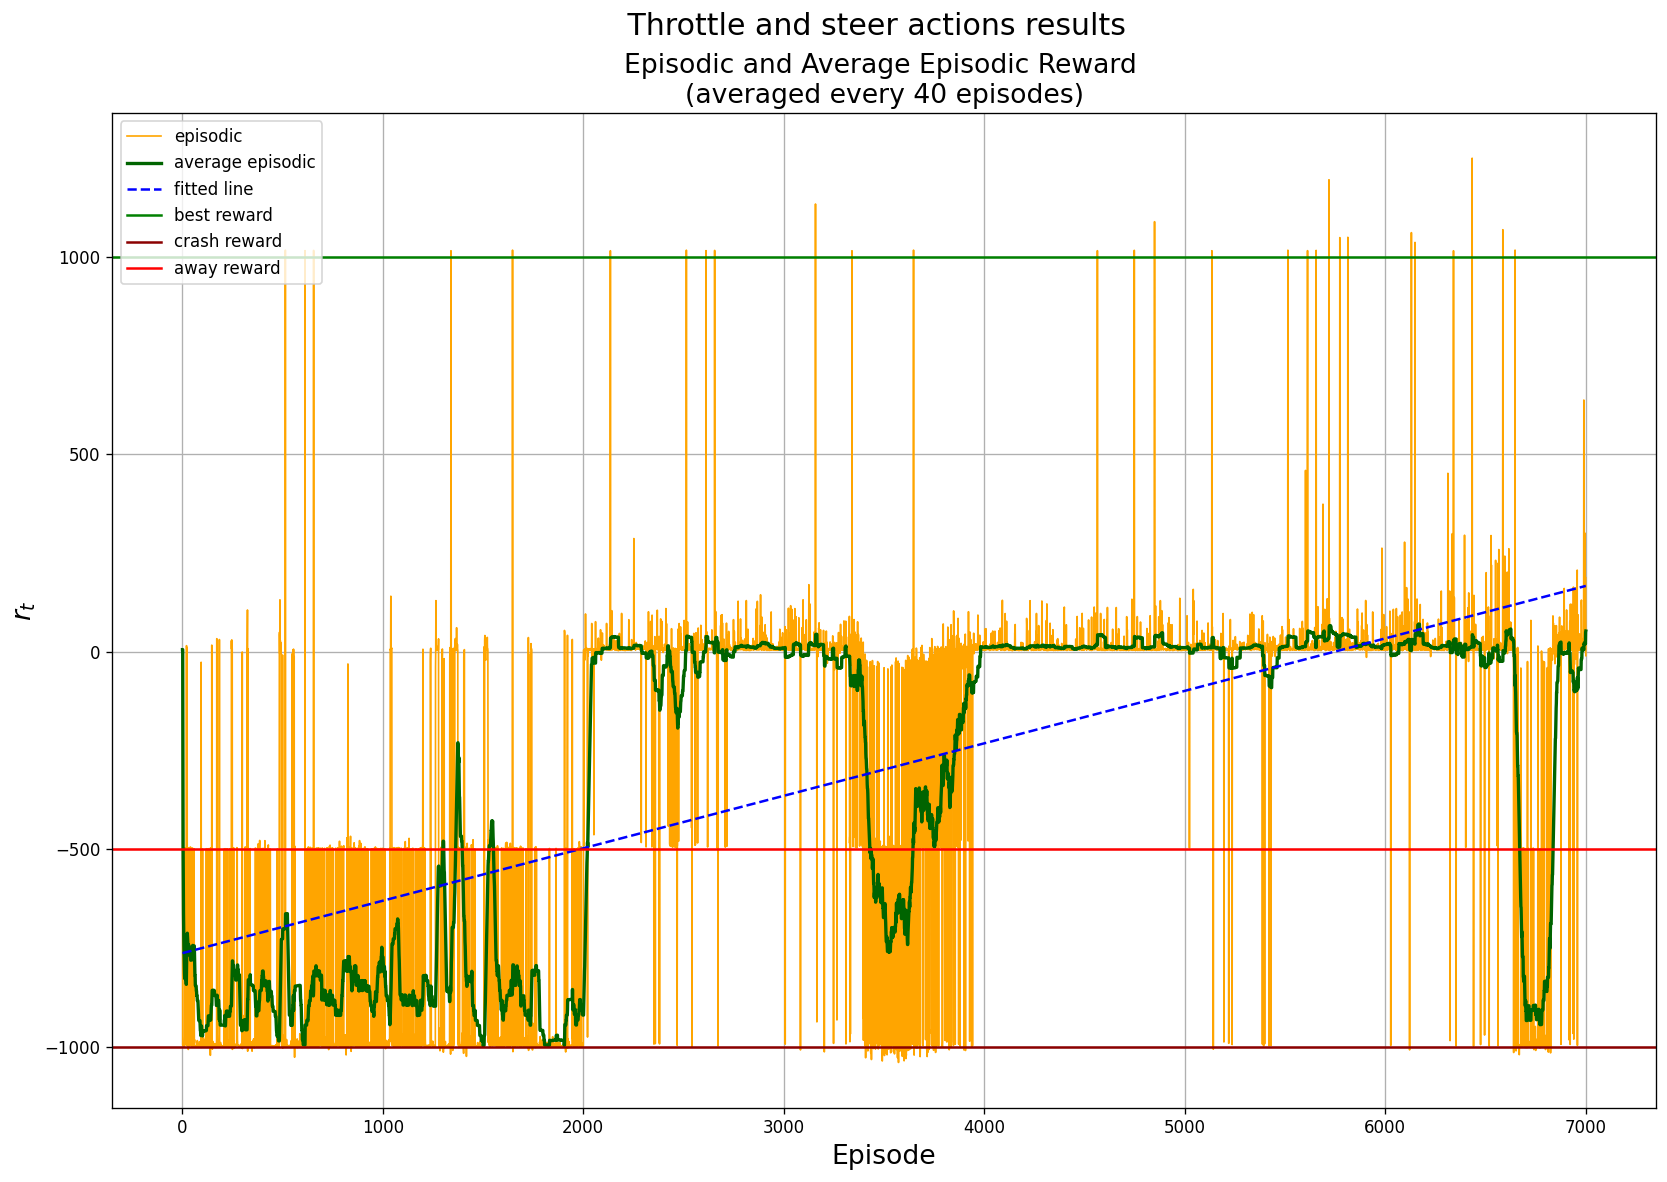 Throttle and steer actions results
Episodic and Average Episodic Reward
(averaged every 40 episodes)
episodic
average episodic
fitted line
best reward
crash reward
away reward
1000
500
0
−500
−1000
r_t
0 1000 2000 3000 4000 5000 6000 7000
Episode